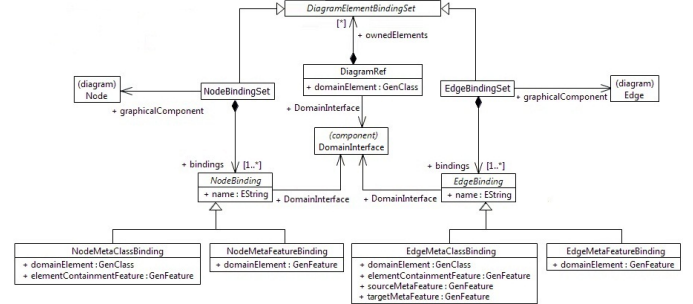 DiagramElementBindingSet
[*]
+ ownedElements
(diagram)
Node
+ graphicalComponent
NodeBindingSet
DiagramRef
+ domainElement : GenClass
EdgeBindingSet
+ graphicalComponent
(diagram)
Edge
+ DomainInterface
(component)
DomainInterface
+ bindings
[1..*]
+ bindings
[1..*]
NodeBinding
+ name : EString
+ DomainInterface
+ DomainInterface
EdgeBinding
+ name : EString
NodeMetaClassBinding
+ domainElement : GenClass
+ elementContainmentFeature : GenFeature
NodeMetaFeatureBinding
+ domainElement : GenFeature
EdgeMetaClassBinding
+ domainElement : GenClass
+ elementContainmentFeature : GenFeature
+ sourceMetaFeature : GenFeature
+ targetMetaFeature : GenFeature
EdgeMetaFeatureBinding
+ domainElement : GenFeature